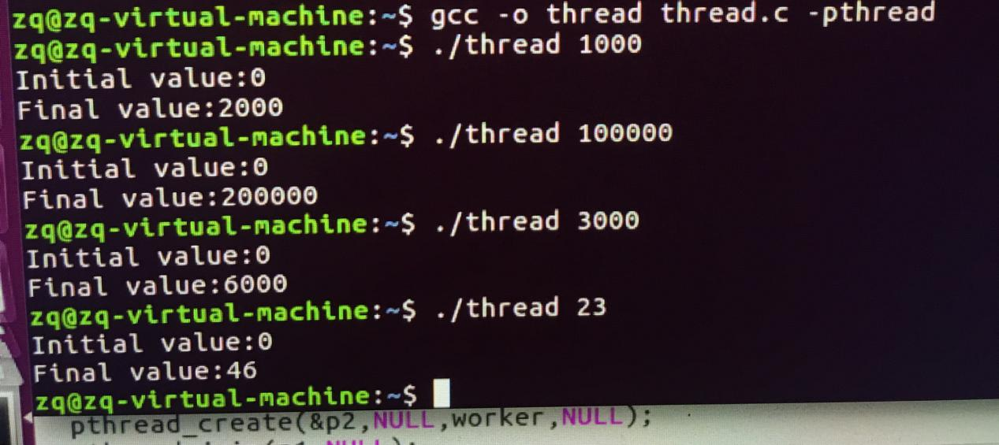 zq@zq-virtual-machine:~$ gcc -o thread thread.c -pthread
zq@zq-virtual-machine:~$ ./thread 1000
Initial value:0
Final value:2000
zq@zq-virtual-machine:~$ ./thread 100000
Initial value:0
Final value:200000
zq@zq-virtual-machine:~$ ./thread 3000
Initial value:0
Final value:6000
zq@zq-virtual-machine:~$ ./thread 23
Initial value:0
Final value:46
zq@zq-virtual-machine:~$
pthread_create(&p2,NULL,worker,NULL);